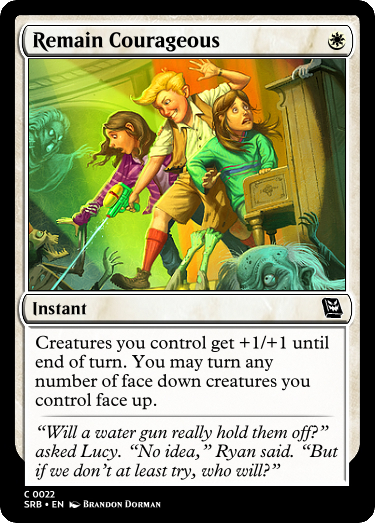 Remain Courageous
Instant
Creatures you control get +1/+1 until
end of turn. You may turn any
number of face down creatures you
control face up.
“Will a water gun really hold them off?”
asked Lucy. “No idea,” Ryan said. “But
if we don’t at least try, who will?”
C 0022
SRB • EN Brandon Dorman